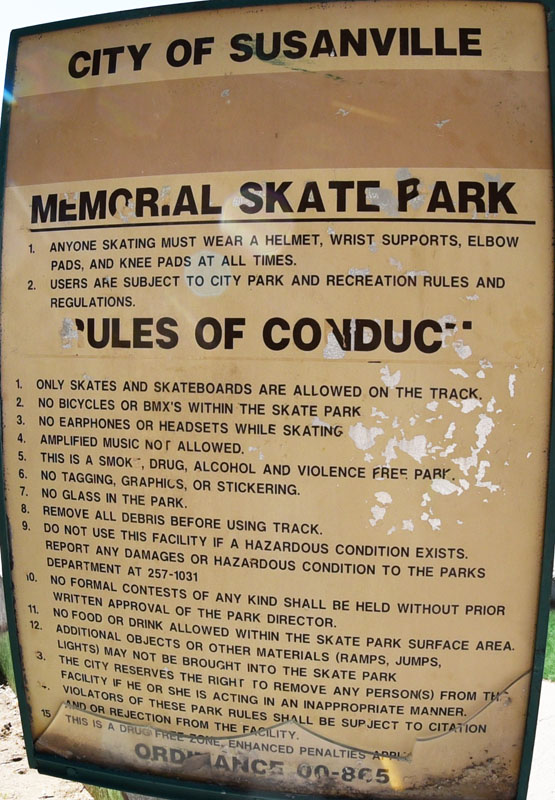 CITY OF SUSANVILLE
MEMORIAL SKATE PARK
1. ANYONE SKATING MUST WEAR A HELMET, WRIST SUPPORTS, ELBOW
PADS, AND KNEE PADS AT ALL TIMES.
2. USERS ARE SUBJECT TO CITY PARK AND RECREATION RULES AND
REGULATIONS.
RULES OF CONDUCT
1. ONLY SKATES AND SKATEBOARDS ARE ALLOWED ON THE TRACK.
2. NO BICYCLES OR BMX'S WITHIN THE SKATE PARK
3. NO EARPHONES OR HEADSETS WHILE SKATING
4. AMPLIFIED MUSIC NOT ALLOWED.
5. THIS IS A SMOKE, DRUG, ALCOHOL AND VIOLENCE FREE PARK.
6. NO TAGGING, GRAPHICS, OR STICKERING.
7. NO GLASS IN THE PARK.
8. REMOVE ALL DEBRIS BEFORE USING TRACK.
9. DO NOT USE THIS FACILITY IF A HAZARDOUS CONDITION EXISTS.
REPORT ANY DAMAGES OR HAZARDOUS CONDITION TO THE PARKS
DEPARTMENT AT 257-1031
10. NO FORMAL CONTESTS OF ANY KIND SHALL BE HELD WITHOUT PRIOR
WRITTEN APPROVAL OF THE PARK DIRECTOR.
11. NO FOOD OR DRINK ALLOWED WITHIN THE SKATE PARK SURFACE AREA.
12. ADDITIONAL OBJECTS OR OTHER MATERIALS (RAMPS, JUMPS,
LIGHTS) MAY NOT BE BROUGHT INTO THE SKATE PARK
3. THE CITY RESERVES THE RIGHT TO REMOVE ANY PERSON(S) FROM THE
FACILITY IF HE OR SHE IS ACTING IN AN INAPPROPRIATE MANNER.
VIOLATORS OF THESE PARK RULES SHALL BE SUPJECT TO CITATION
AND/OR REJECTION FROM THE FACILITY.
15 THIS IS A DRUG FREE ZONE, ENHANCED PENALTIES APPLY
ORDINANCE 00-865